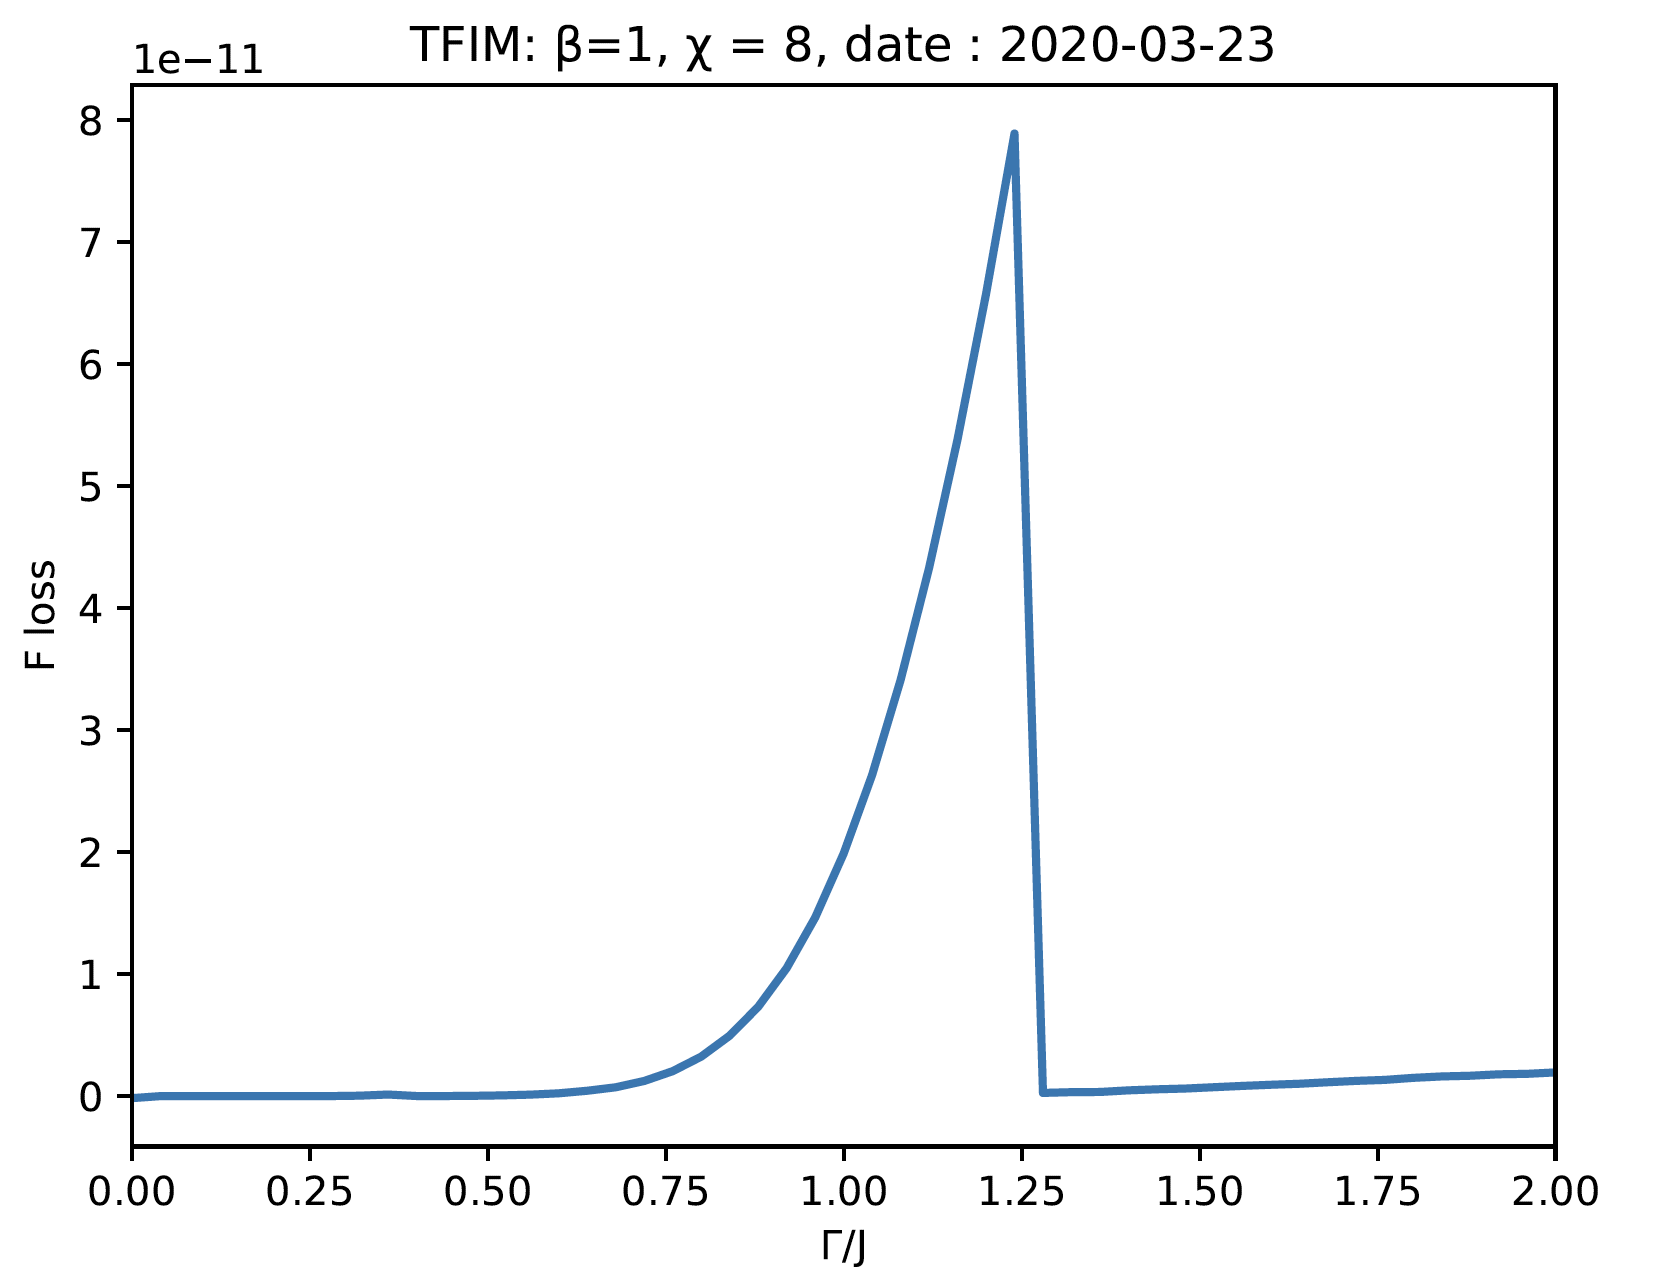 TFIM: β=1, χ = 8, date : 2020-03-23
1e−11
8
7
6
5
4
3
2
1
0
F loss
0.00 0.25 0.50 0.75 1.00 1.25 1.50 1.75 2.00
Γ/J